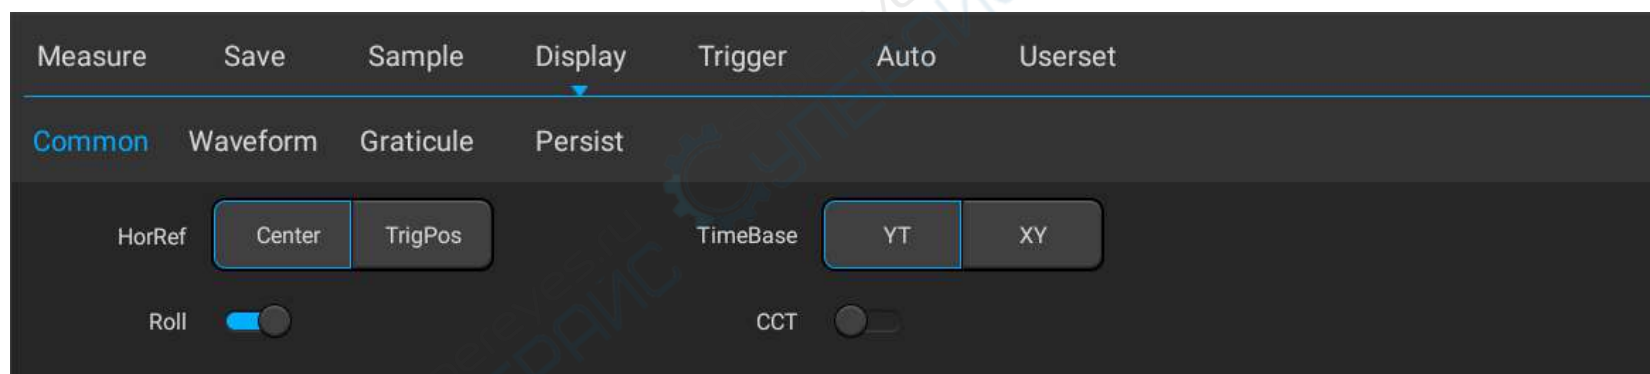 Measure Save Sample Display Trigger Auto Userset
Common Waveform Graticule Persist
HorRef Center TrigPos TimeBase YT XY
Roll CCT